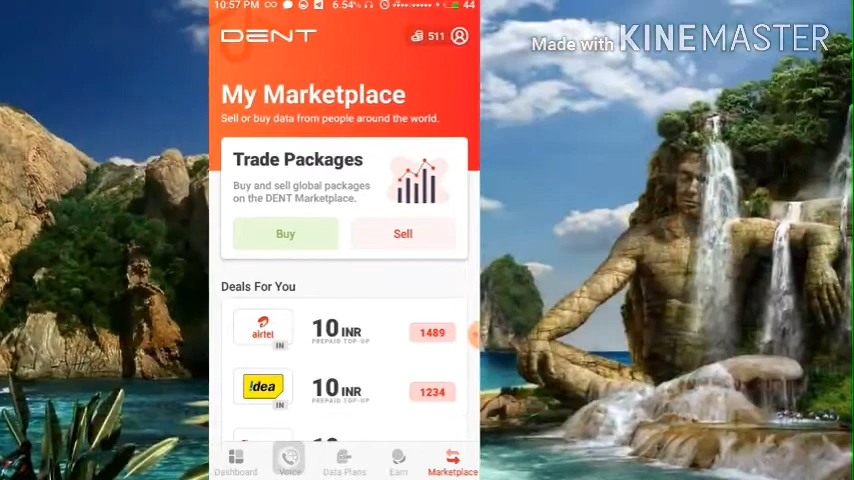 10:57 PM
6.54%
44
DENT
511
My Marketplace
Sell or buy data from people around the world.
Trade Packages
Buy and sell global packages
on the DENT Marketplace.
Buy
Sell
Deals For You
airtel
IN
10 INR
PREPAID TOP-UP
1489
!dea
IN
10 INR
PREPAID TOP-UP
1234
Dashboard
Voice
Data Plans
Earn
Marketplace
Made with KINEMASTER